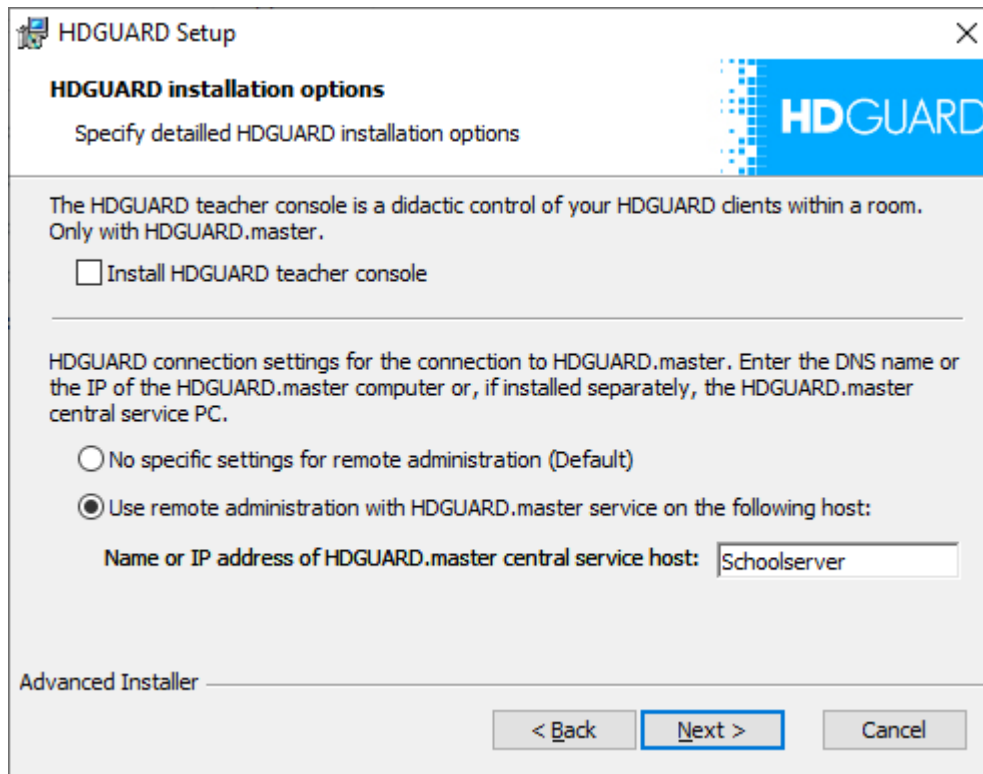 HDGUARD Setup
HDGUARD installation options
Specify detailled HDGUARD installation options
HDGUARD
The HDGUARD teacher console is a didactic control of your HDGUARD clients within a room.
Only with HDGUARD.master.
Install HDGUARD teacher console
HDGUARD connection settings for the connection to HDGUARD.master. Enter the DNS name or
the IP of the HDGUARD.master computer or, if installed separately, the HDGUARD.master
central service PC.
No specific settings for remote administration (Default)
Use remote administration with HDGUARD.master service on the following host:
Name or IP address of HDGUARD.master central service host: Schoolserver
Advanced Installer
< Back Next > Cancel